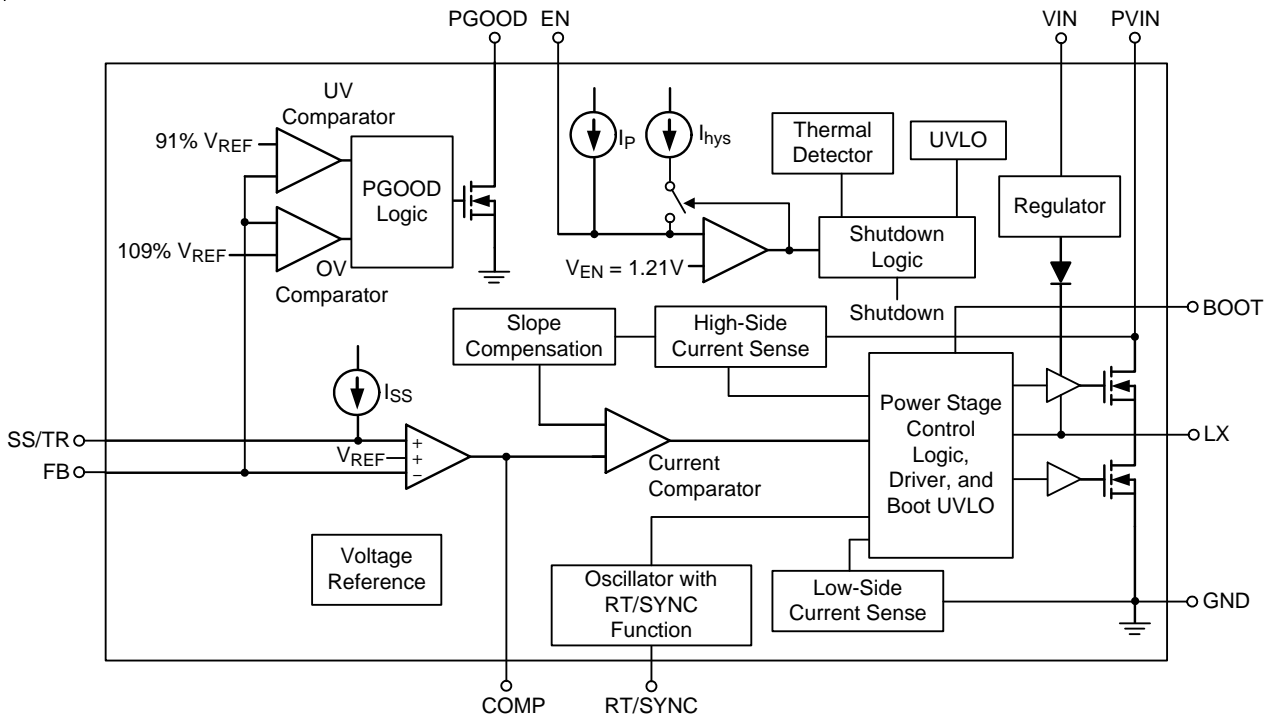 PGOOD EN VIN PVIN
UV
Comparator
91% VREF
PGOOD
Logic
109% VREF
OV
Comparator
IP
Ihys
Thermal
Detector
UVLO
Regulator
VEN = 1.21V
Shutdown
Logic
Shutdown
BOOT
Slope
Compensation
High-Side
Current Sense
ISS
SS/TR
VREF
+
+
−
FB
Current
Comparator
Power Stage
Control
Logic,
Driver, and
Boot UVLO
LX
Voltage
Reference
Oscillator with
RT/SYNC
Function
Low-Side
Current Sense
GND
COMP
RT/SYNC